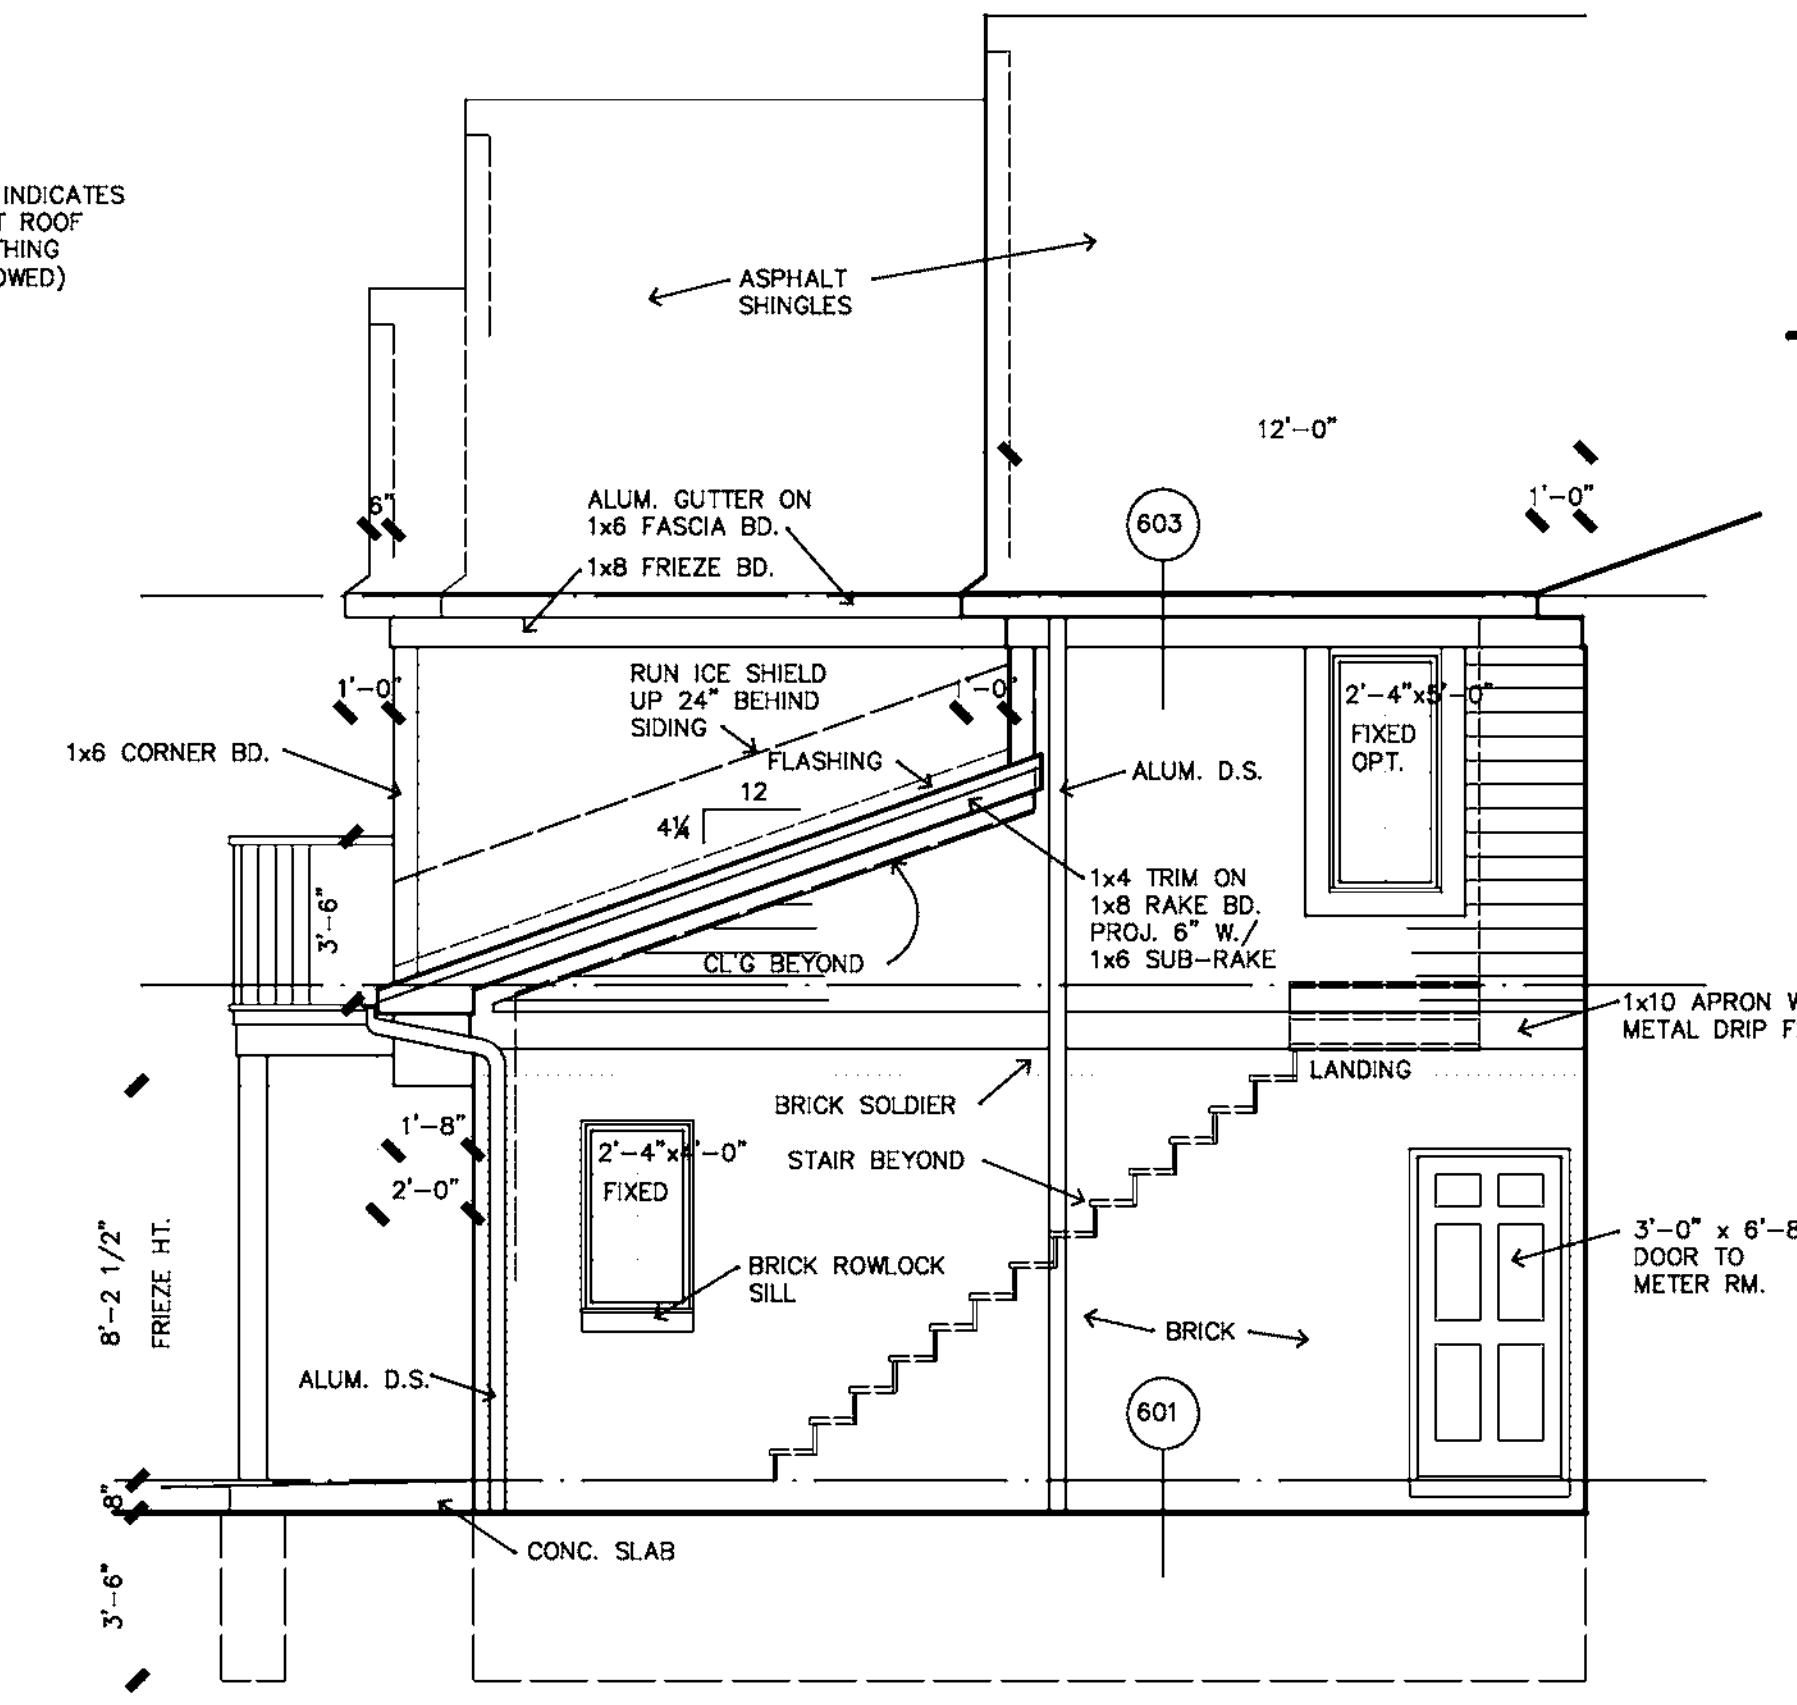 INDICATES
ROOF
OWED)
ASPHALT
SHINGLES
12'-0"
6"
1'-0"
ALUM. GUTTER ON
1x6 FASCIA BD.
1x8 FRIEZE BD.
603
RUN ICE SHIELD
UP 24" BEHIND
SIDING
1'-0"
1'-0"
2'-4"x5'-0"
FIXED
OPT.
1x6 CORNER BD.
FLASHING
12
4¼
ALUM. D.S.
3'-6"
1x4 TRIM ON
1x8 RAKE BD.
PROJ. 6" W./
1x6 SUB-RAKE
CL'G BEYOND
1x10 APRON W
METAL DRIP F
LANDING
BRICK SOLDIER
1'-8"
2'-4"x4'-0"
FIXED
STAIR BEYOND
2'-0"
8'-2 1/2"
FRIEZE HT.
3'-0" x 6'-8
DOOR TO
METER RM.
BRICK ROWLOCK
SILL
BRICK
ALUM. D.S.
601
8"
CONC. SLAB
3'-6"